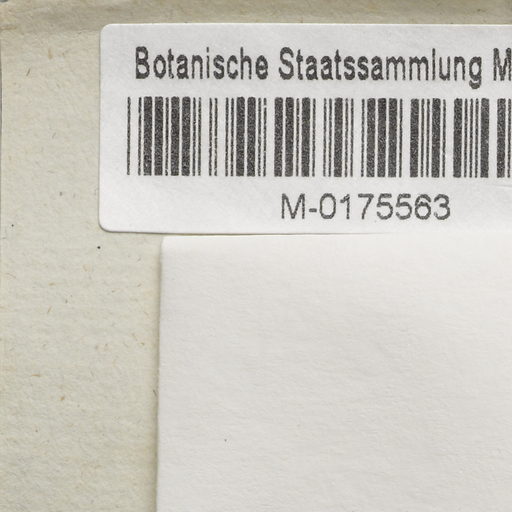 Botanische Staatssammlung M
M-0175563